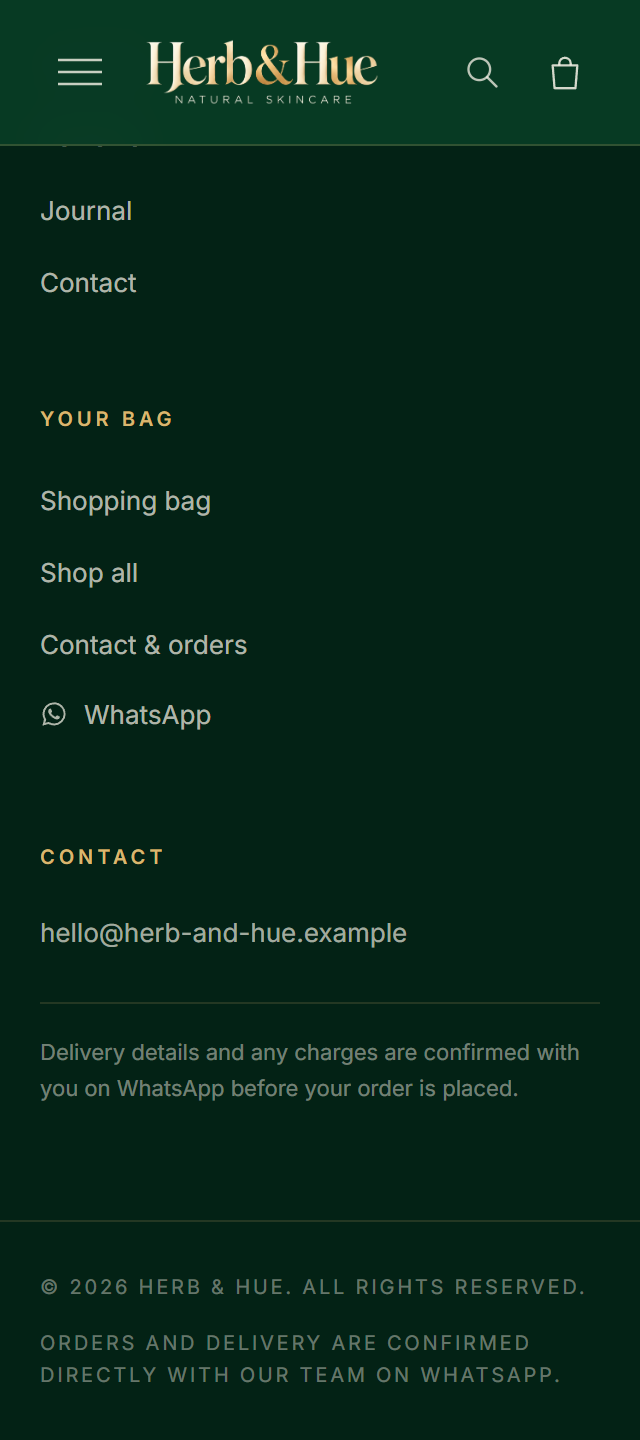 Herb&Hue
NATURAL SKINCARE
Journal
Contact
YOUR BAG
Shopping bag
Shop all
Contact & orders
WhatsApp
CONTACT
hello@herb-and-hue.example
Delivery details and any charges are confirmed with
you on WhatsApp before your order is placed.
© 2026 HERB & HUE. ALL RIGHTS RESERVED.
ORDERS AND DELIVERY ARE CONFIRMED
DIRECTLY WITH OUR TEAM ON WHATSAPP.